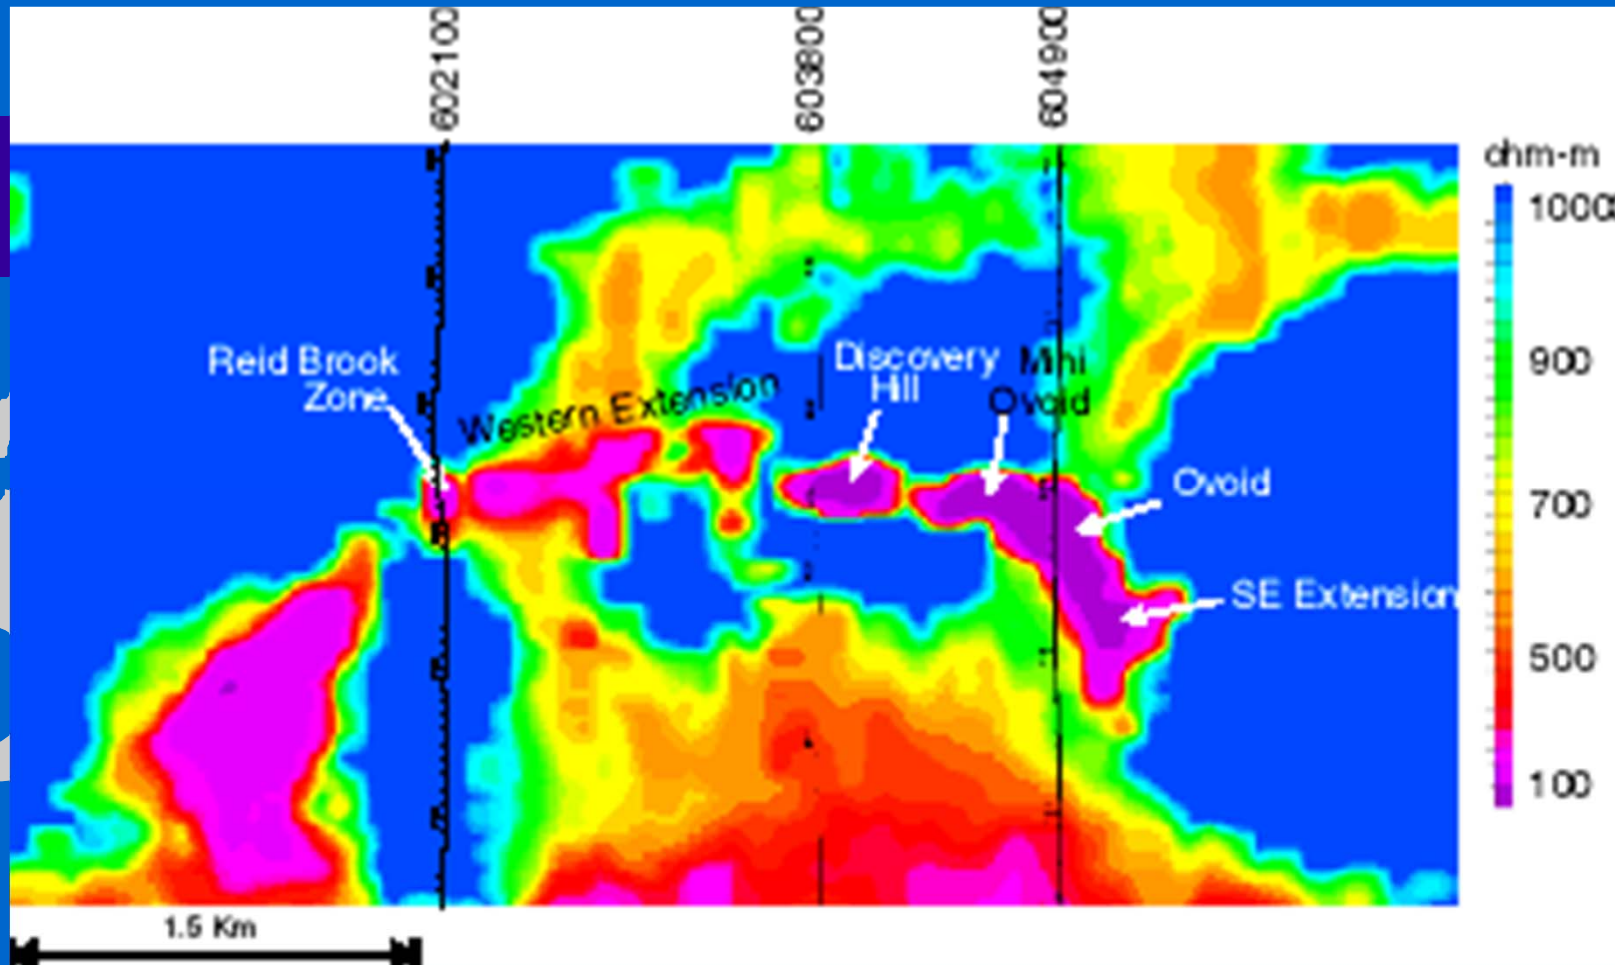 602100
603800
604900
ohm-m
1000
900
700
500
100
Reid Brook
Zone
Western Extension
Discovery
Hill
Mini
Ovoid
Ovoid
SE Extension
1.5 Km